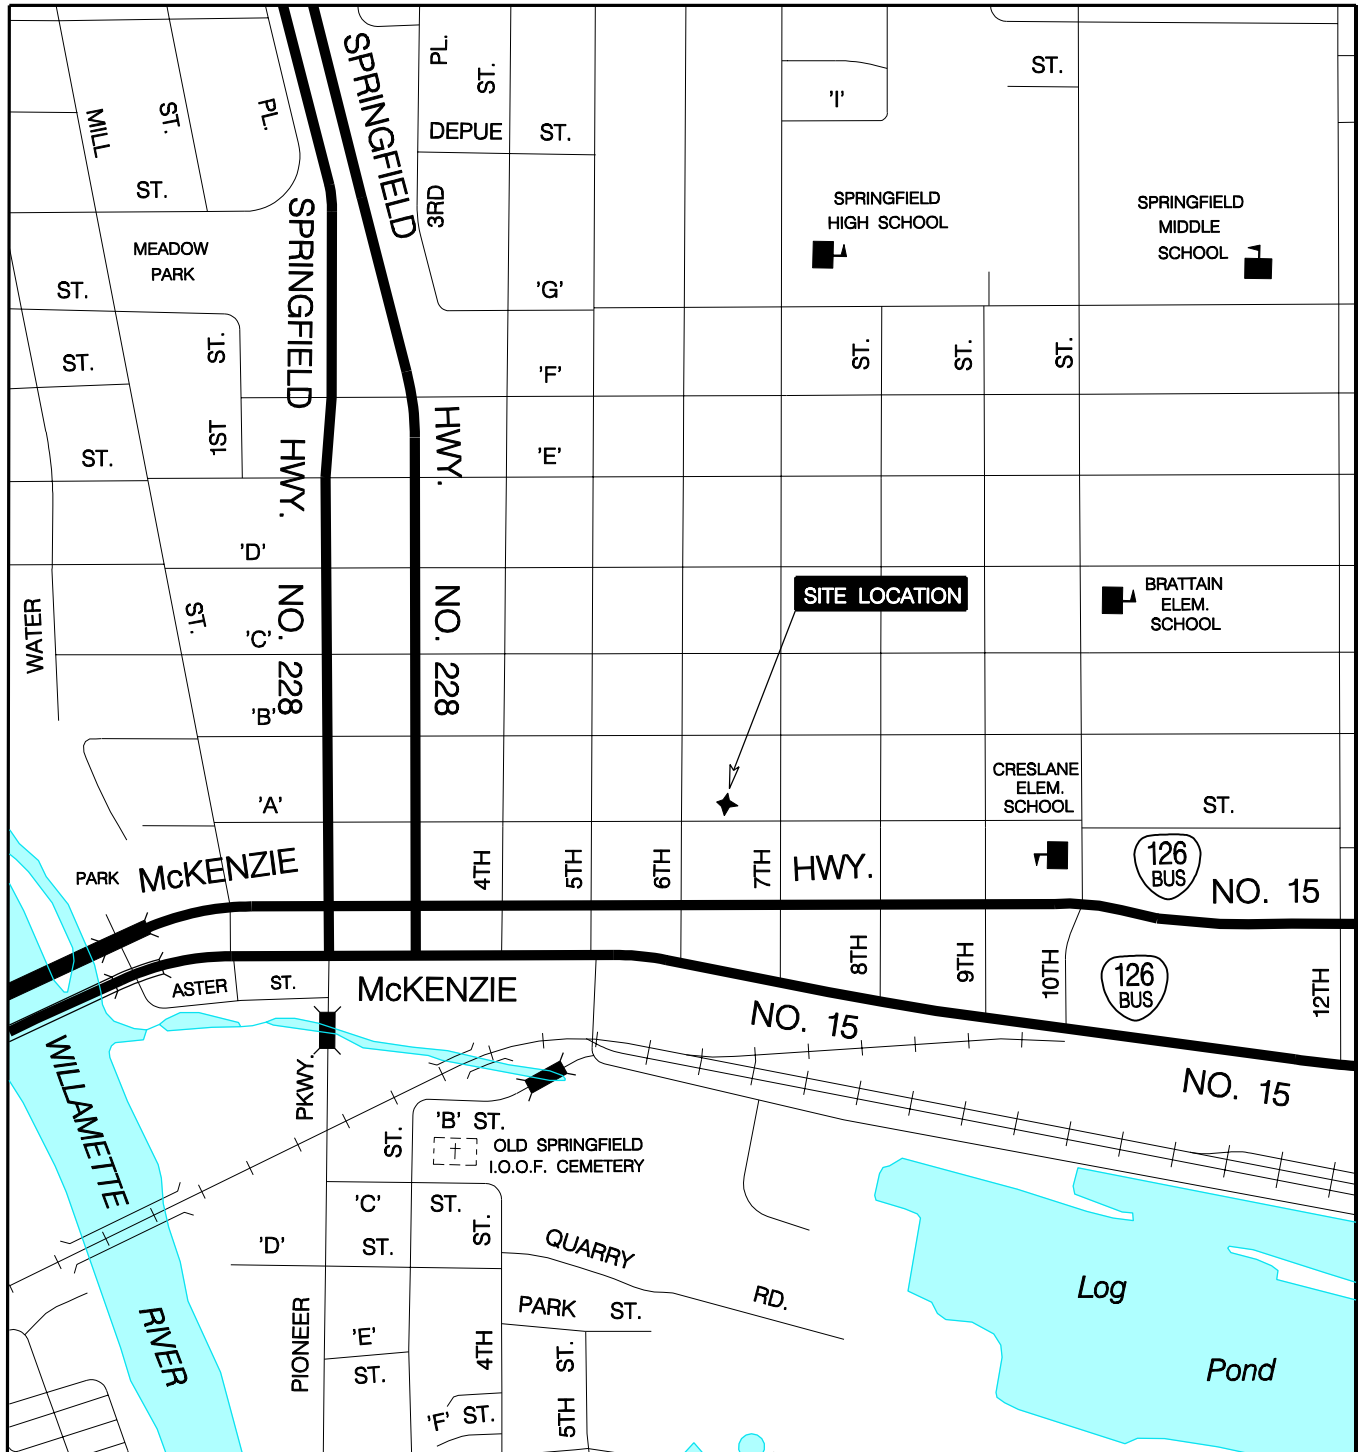 SPRINGFIELD
PL.
ST.
ST.
'I'
MILL
ST.
PL.
DEPUE ST.
ST.
3RD
SPRINGFIELD
HIGH SCHOOL
SPRINGFIELD
MIDDLE
SCHOOL
MEADOW
PARK
SPRINGFIELD HWY.
ST.
'G'
ST.
1ST
ST.
'F'
ST.
ST.
ST.
HWY.
ST.
'E'
'D'
SITE LOCATION
BRATTAIN
ELEM.
SCHOOL
WATER
ST.
'C'
NO. 228
NO. 228
'B'
CRESLANE
ELEM.
SCHOOL
'A'
ST.
PARK
McKENZIE
4TH
5TH
6TH
7TH
HWY.
126
BUS
NO. 15
8TH
9TH
10TH
126
BUS
12TH
ASTER ST.
McKENZIE
NO. 15
WILLAMETTE
PKWY.
NO. 15
ST.
'B' ST.
OLD SPRINGFIELD
I.O.O.F. CEMETERY
'C' ST.
ST.
'D' ST.
QUARRY
RD.
Log
RIVER
PIONEER
PARK ST.
'E'
ST.
4TH
ST.
Pond
'F' ST.
5TH